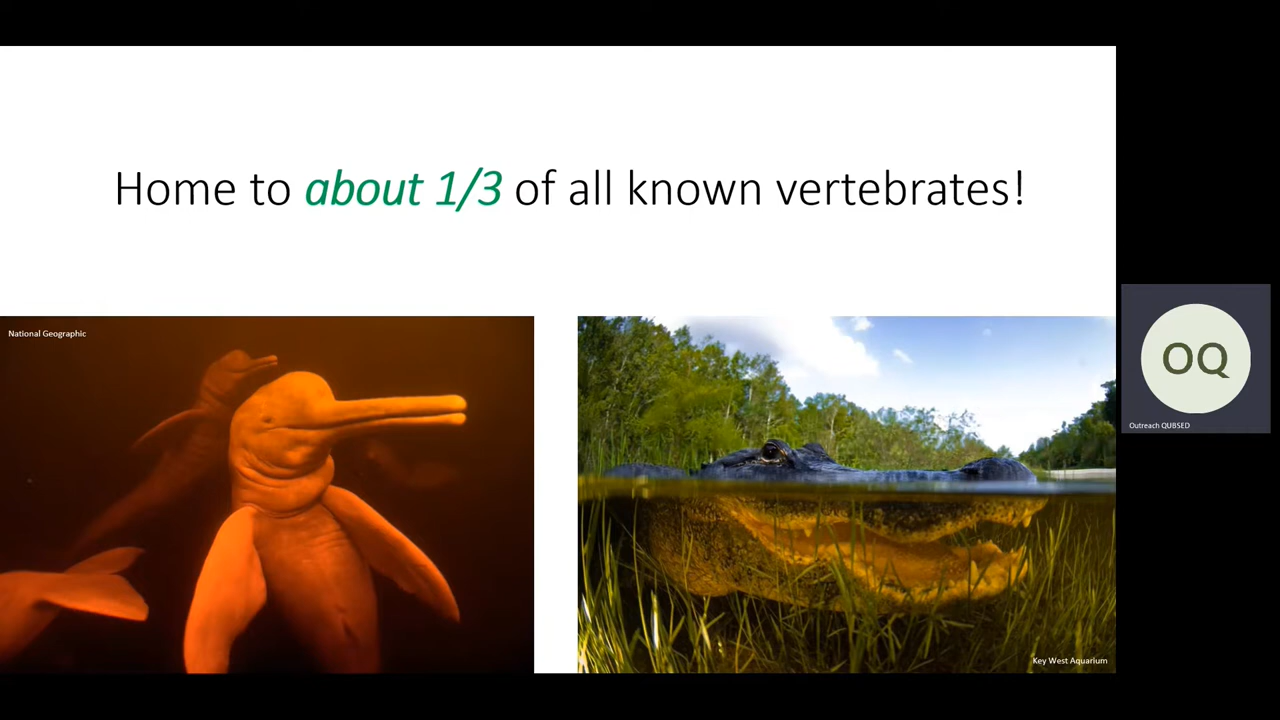 Home to about 1/3 of all known vertebrates!
National Geographic
Key West Aquarium
OQ
Outreach QUBSED